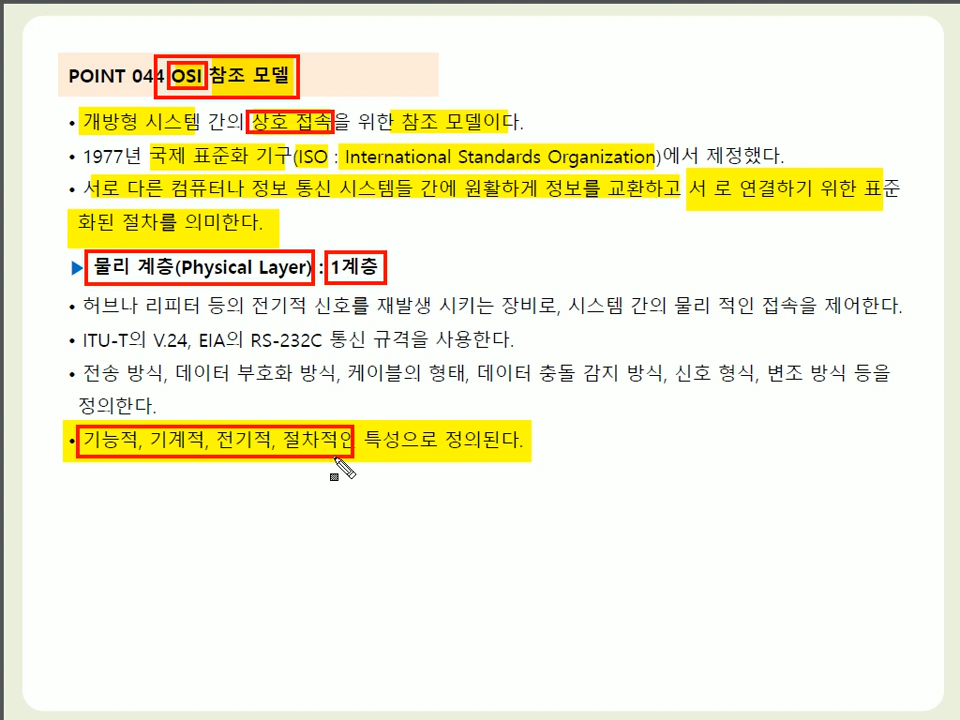 POINT 044 OSI 참조 모델
• 개방형 시스템 간의 상호 접속을 위한 참조 모델이다.
• 1977년 국제 표준화 기구(ISO : International Standards Organization)에서 제정했다.
• 서로 다른 컴퓨터나 정보 통신 시스템들 간에 원활하게 정보를 교환하고 서 로 연결하기 위한 표준
화된 절차를 의미한다.
▶ 물리 계층(Physical Layer) : 1계층
• 허브나 리피터 등의 전기적 신호를 재발생 시키는 장비로, 시스템 간의 물리 적인 접속을 제어한다.
• ITU-T의 V.24, EIA의 RS-232C 통신 규격을 사용한다.
• 전송 방식, 데이터 부호화 방식, 케이블의 형태, 데이터 충돌 감지 방식, 신호 형식, 변조 방식 등을
정의한다.
• 기능적, 기계적, 전기적, 절차적인 특성으로 정의된다.